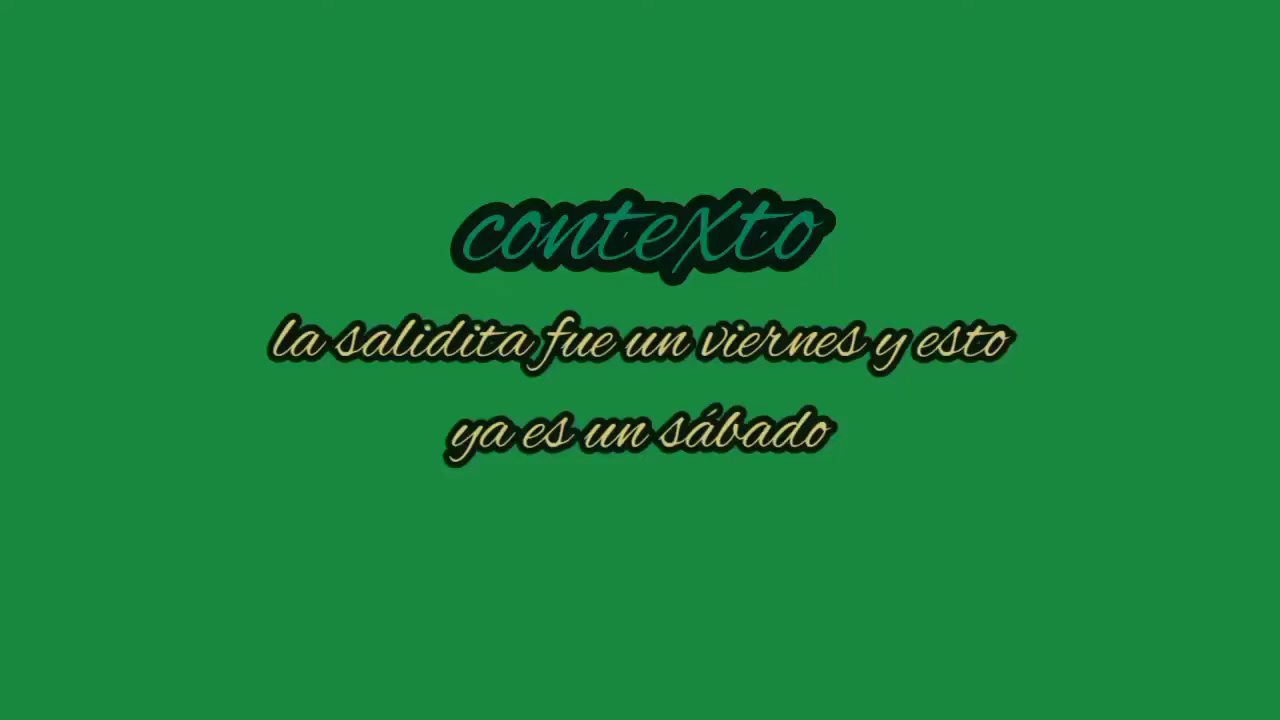 contexto
la salidita fue un viernes y esto
ya es un sábado